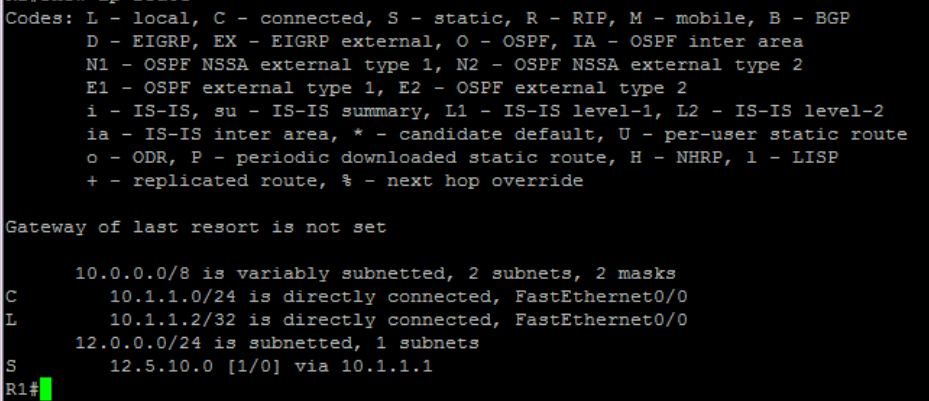 Codes: L - local, C - connected, S - static, R - RIP, M - mobile, B - BGP
D - EIGRP, EX - EIGRP external, O - OSPF, IA - OSPF inter area
N1 - OSPF NSSA external type 1, N2 - OSPF NSSA external type 2
E1 - OSPF external type 1, E2 - OSPF external type 2
i - IS-IS, su - IS-IS summary, L1 - IS-IS level-1, L2 - IS-IS level-2
ia - IS-IS inter area, * - candidate default, U - per-user static route
o - ODR, P - periodic downloaded static route, H - NHRP, l - LISP
+ - replicated route, % - next hop override
Gateway of last resort is not set
10.0.0.0/8 is variably subnetted, 2 subnets, 2 masks
C 10.1.1.0/24 is directly connected, FastEthernet0/0
L 10.1.1.2/32 is directly connected, FastEthernet0/0
12.0.0.0/24 is subnetted, 1 subnets
S 12.5.10.0 [1/0] via 10.1.1.1
R1#